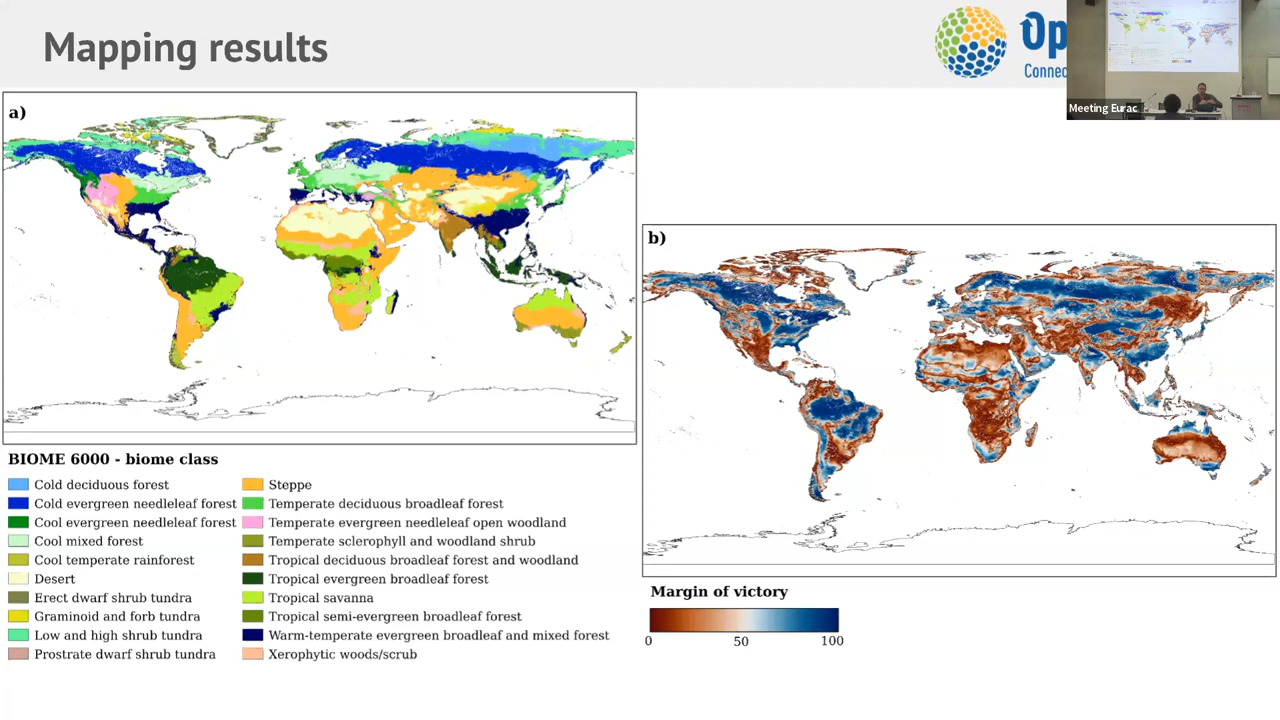 Mapping results
Op
Connec
Meeting Eurac
a)
b)
BIOME 6000 - biome class
Cold deciduous forest
Cold evergreen needleleaf forest
Cool evergreen needleleaf forest
Cool mixed forest
Cool temperate rainforest
Desert
Erect dwarf shrub tundra
Graminoid and forb tundra
Low and high shrub tundra
Prostrate dwarf shrub tundra
Steppe
Temperate deciduous broadleaf forest
Temperate evergreen needleleaf open woodland
Temperate sclerophyll and woodland shrub
Tropical deciduous broadleaf forest and woodland
Tropical evergreen broadleaf forest
Tropical savanna
Tropical semi-evergreen broadleaf forest
Warm-temperate evergreen broadleaf and mixed forest
Xerophytic woods/scrub
Margin of victory
0 50 100